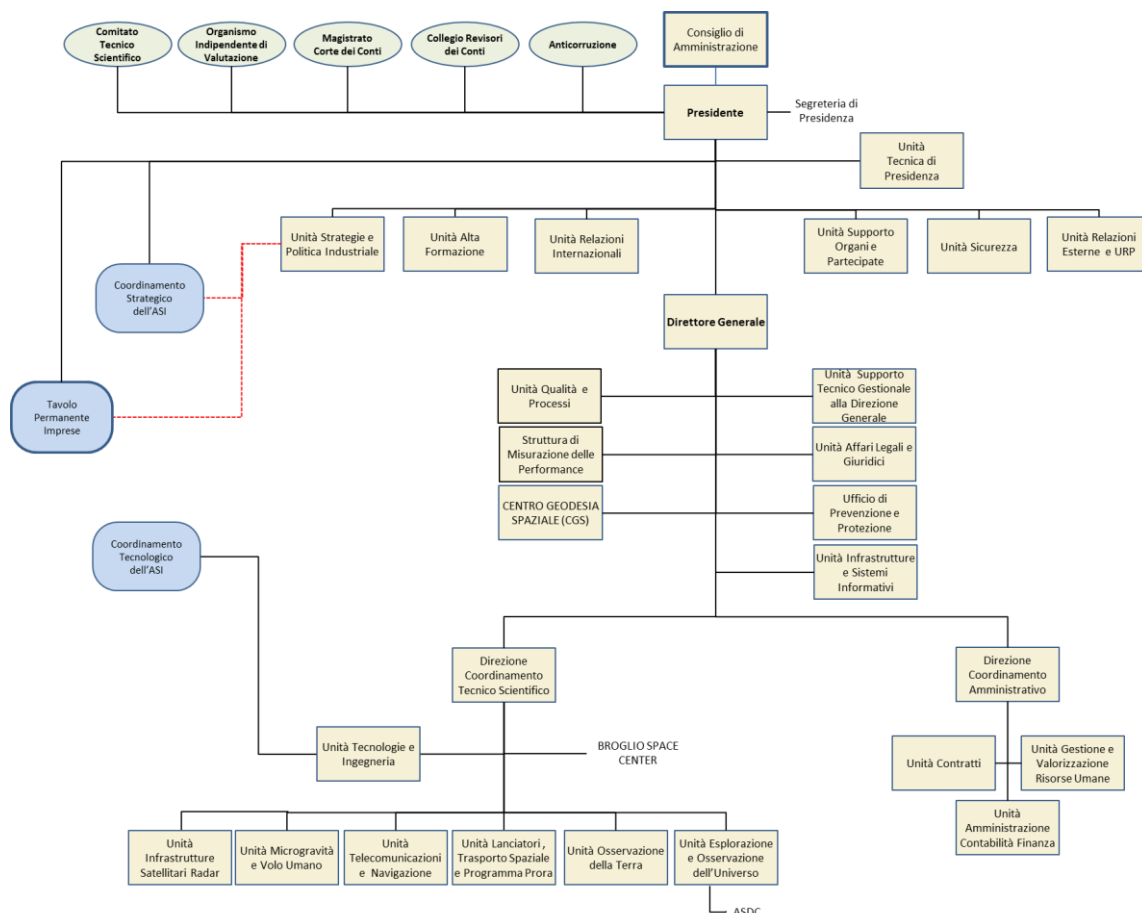 Comitato
Tecnico
Scientifico
Organismo
Indipendente di
Valutazione
Magistrato
Corte dei Conti
Collegio Revisori
dei Conti
Anticorruzione
Consiglio di
Amministrazione
Presidente
Segreteria di
Presidenza
Unità
Tecnica di
Presidenza
Unità Strategie e
Politica Industriale
Unità Alta
Formazione
Unità Relazioni
Internazionali
Unità Supporto
Organi e
Partecipate
Unità Sicurezza
Unità Relazioni
Esterne e URP
Coordinamento
Strategico
dell'ASI
Direttore Generale
Tavolo
Permanente
Imprese
Unità Qualità e
Processi
Unità Supporto
Tecnico Gestionale
alla Direzione
Generale
Struttura di
Misurazione delle
Performance
Unità Affari Legali e
Giuridici
CENTRO GEODESIA
SPAZIALE (CGS)
Ufficio di
Prevenzione e
Protezione
Coordinamento
Tecnologico
dell'ASI
Unità Infrastrutture
e Sistemi
Informativi
Direzione
Coordinamento
Tecnico Scientifico
Direzione
Coordinamento
Amministrativo
Unità Tecnologie e
Ingegneria
BROGLIO SPACE
CENTER
Unità Contratti
Unità Gestione e
Valorizzazione
Risorse Umane
Unità
Amministrazione
Contabilità Finanza
Unità
Infrastrutture
Satellitari Radar
Unità Microgravità
e Volo Umano
Unità
Telecomunicazioni
e Navigazione
Unità Lanciatori ,
Trasporto Spaziale
e Programma Prora
Unità Osservazione
della Terra
Unità Esplorazione
e Osservazione
dell'Universo
ASDC